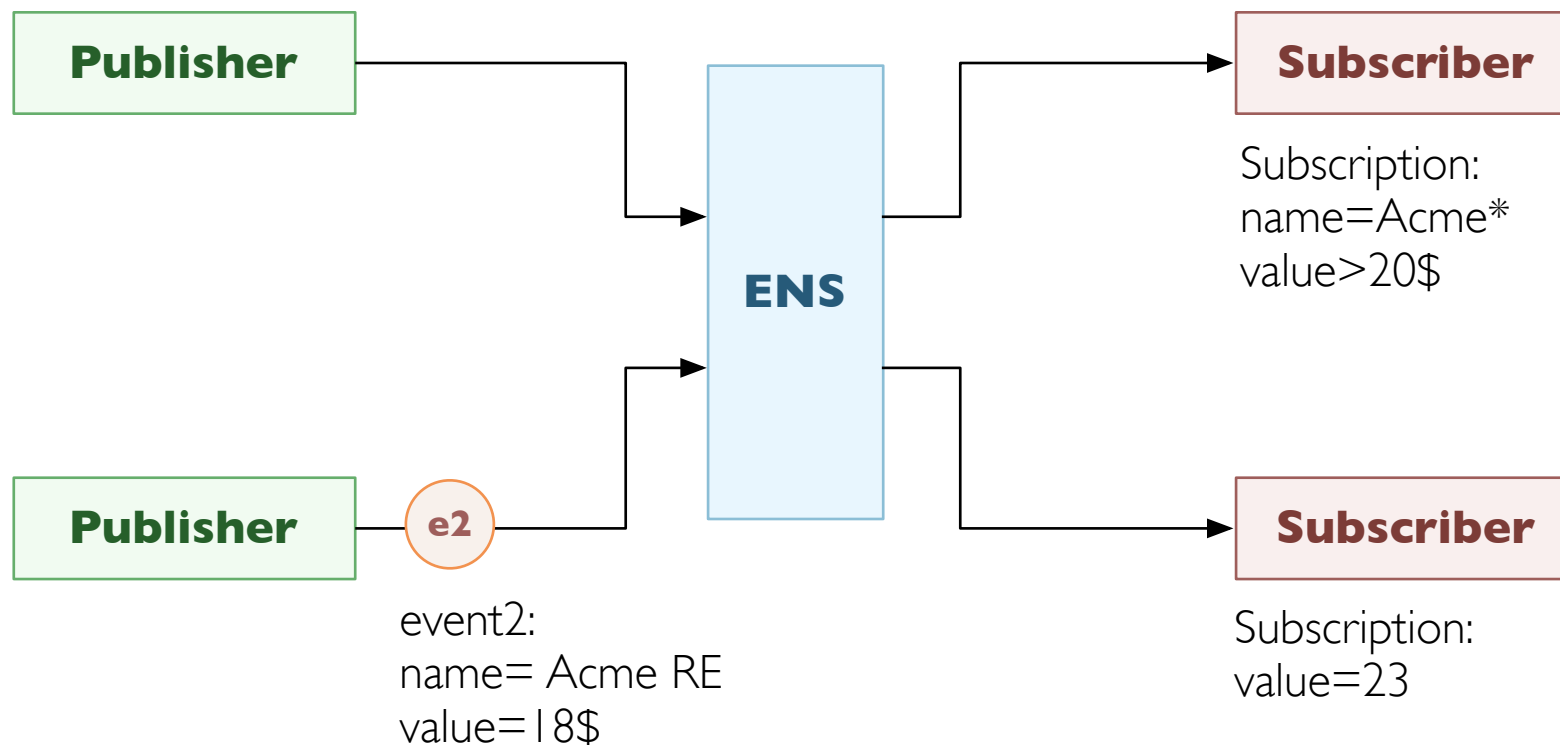 Publisher
Subscriber
Subscription:
name=Acme*
value>20$
ENS
Publisher
e2
Subscriber
event2:
name= Acme RE
value=18$
Subscription:
value=23